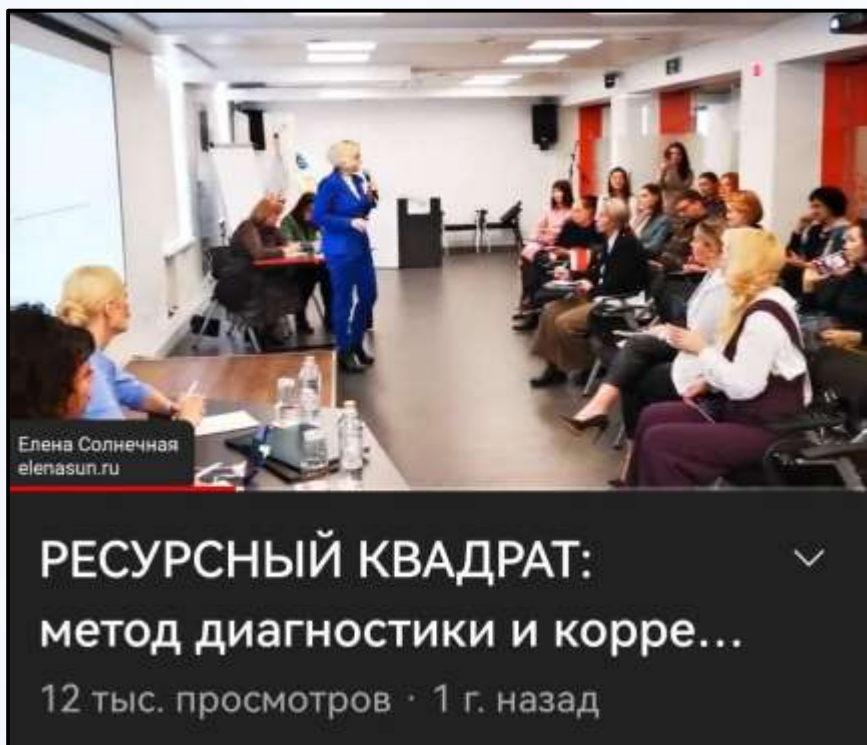 Елена Солнечная
elenasun.ru
РЕСУРСНЫЙ КВАДРАТ:
метод диагностики и корре...
12 тыс. просмотров · 1 г. назад